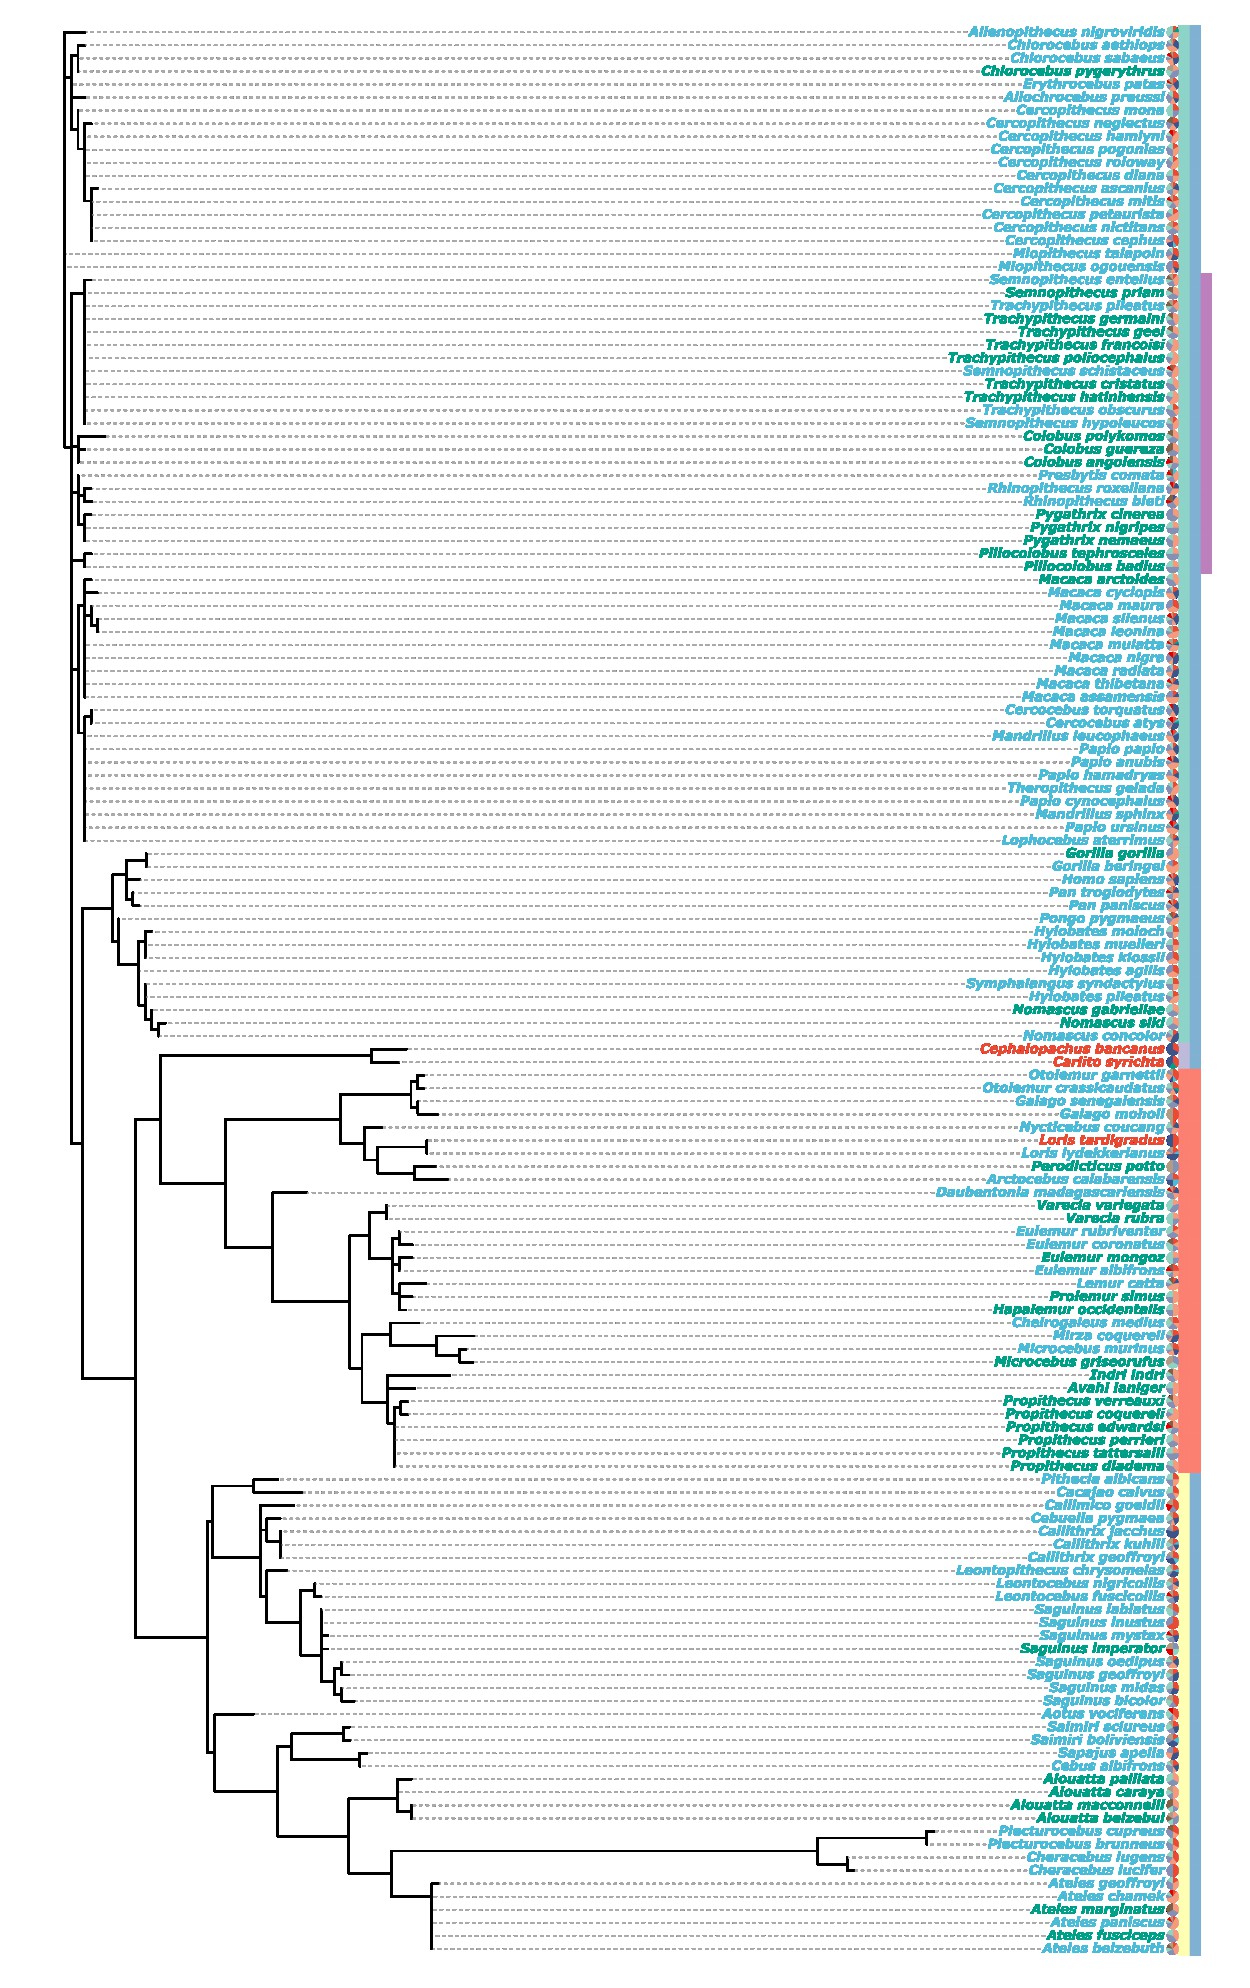 Allenopithecus nigroviridis
Chlorocebus aethiops
Chlorocebus sabaeus
Chlorocebus pygerythrus
Erythrocebus patas
Allochrocebus preussi
Cercopithecus mona
Cercopithecus neglectus
Cercopithecus hamlyni
Cercopithecus pogonias
Cercopithecus roloway
Cercopithecus diana
Cercopithecus ascanius
Cercopithecus mitis
Cercopithecus petaurista
Cercopithecus nictitans
Cercopithecus cephus
Miopithecus talapoin
Miopithecus ogouensis
Semnopithecus entellus
Semnopithecus priam
Trachypithecus pileatus
Trachypithecus germaini
Trachypithecus geei
Trachypithecus francoisi
Trachypithecus poliocephalus
Semnopithecus schistaceus
Trachypithecus cristatus
Trachypithecus hatinhensis
Trachypithecus obscurus
Semnopithecus hypoleucos
Colobus polykomos
Colobus guereza
Colobus angolensis
Presbytis comata
Rhinopithecus roxellana
Rhinopithecus bieti
Pygathrix cinerea
Pygathrix nigripes
Pygathrix nemaeus
Piliocolobus tephrosceles
Piliocolobus badius
Macaca arctoides
Macaca cyclopis
Macaca maura
Macaca silenus
Macaca leonina
Macaca mulatta
Macaca nigra
Macaca radiata
Macaca thibetana
Macaca assamensis
Cercocebus torquatus
Cercocebus atys
Mandrillus leucophaeus
Papio papio
Papio anubis
Papio hamadryas
Theropithecus gelada
Papio cynocephalus
Mandrillus sphinx
Papio ursinus
Lophocebus aterrimus
Gorilla gorilla
Gorilla beringei
Homo sapiens
Pan troglodytes
Pan paniscus
Pongo pygmaeus
Hylobates moloch
Hylobates muelleri
Hylobates klossii
Hylobates agilis
Symphalangus syndactylus
Hylobates pileatus
Nomascus gabriellae
Nomascus siki
Nomascus concolor
Cephalopachus bancanus
Carlito syrichta
Otolemur garnettii
Otolemur crassicaudatus
Galago senegalensis
Galago moholi
Nycticebus coucang
Loris tardigradus
Loris lydekkerianus
Perodicticus potto
Arctocebus calabarensis
Daubentonia madagascariensis
Varecia variegata
Varecia rubra
Eulemur rubriventer
Eulemur coronatus
Eulemur mongoz
Eulemur albifrons
Lemur catta
Prolemur simus
Hapalemur occidentalis
Cheirogaleus medius
Mirza coquereli
Microcebus murinus
Microcebus griseorufus
Indri indri
Avahi laniger
Propithecus verreauxi
Propithecus coquereli
Propithecus edwardsi
Propithecus perrieri
Propithecus tattersalli
Propithecus diadema
Pithecia albicans
Cacajao calvus
Callimico goeldii
Cebuella pygmaea
Callithrix jacchus
Callithrix kuhlii
Callithrix geoffroyi
Leontopithecus chrysomelas
Leontocebus nigricollis
Leontocebus fuscicollis
Saguinus labiatus
Saguinus inustus
Saguinus mystax
Saguinus imperator
Saguinus oedipus
Saguinus geoffroyi
Saguinus midas
Saguinus bicolor
Aotus vociferans
Saimiri sciureus
Saimiri boliviensis
Sapajus apella
Cebus albifrons
Alouatta palliata
Alouatta caraya
Alouatta macconnelli
Alouatta belzebul
Plecturocebus cupreus
Plecturocebus brunneus
Cheracebus lugens
Cheracebus lucifer
Ateles geoffroyi
Ateles chamek
Ateles marginatus
Ateles paniscus
Ateles fusciceps
Ateles belzebuth